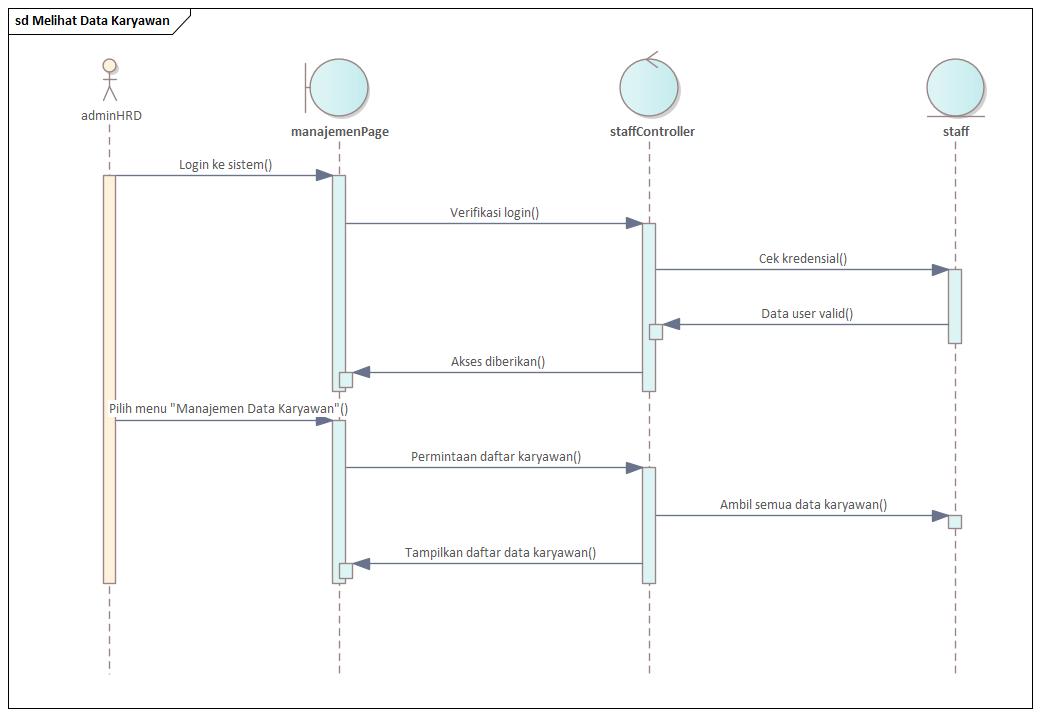 sd Melihat Data Karyawan
adminHRD
manajemenPage
staffController
staff
Login ke sistem()
Verifikasi login()
Cek kredensial()
Data user valid()
Akses diberikan()
Pilih menu "Manajemen Data Karyawan"()
Permintaan daftar karyawan()
Ambil semua data karyawan()
Tampilkan daftar data karyawan()